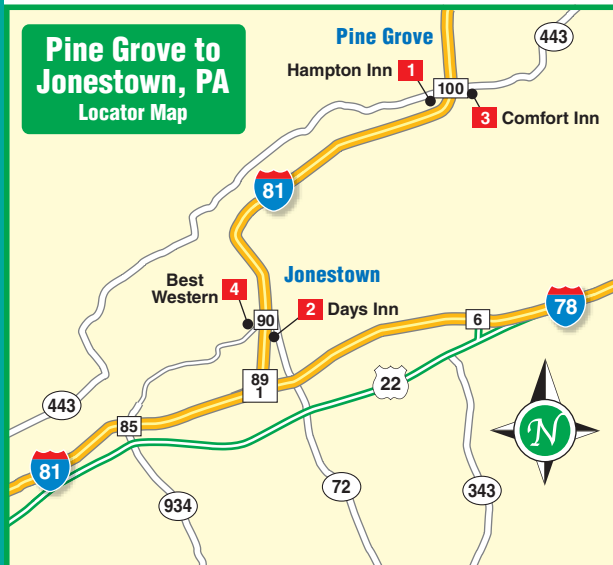 Pine Grove to
Jonestown, PA
Locator Map
Pine Grove
443
Hampton Inn 1
100
3 Comfort Inn
81
Jonestown
Best
Western 4
90
2 Days Inn
78
6
89
1
22
443
85
N
81
934
72
343